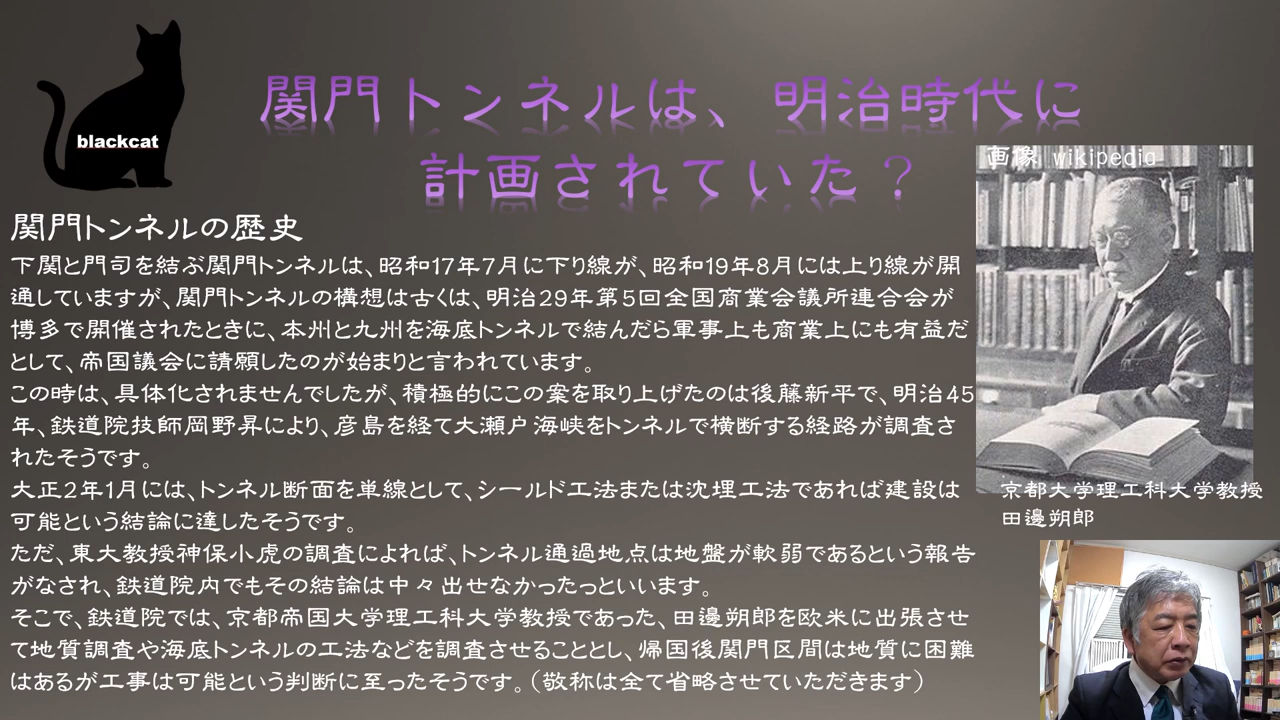 blackcat
関門トンネルは、明治時代に
計画されていた？
画像 wikipedia
関門トンネルの歴史
下関と門司を結ぶ関門トンネルは、昭和17年7月に下り線が、昭和19年8月には上り線が開
通していますが、関門トンネルの構想は古くは、明治29年第5回全国商業会議所連合会が
博多で開催されたときに、本州と九州を海底トンネルで結んだら軍事上も商業上にも有益だ
として、帝国議会に請願したのが始まりと言われています。
この時は、具体化されませんでしたが、積極的にこの案を取り上げたのは後藤新平で、明治45
年、鉄道院技師岡野昇により、彦島を経て大瀬戸海峡をトンネルで横断する経路が調査さ
れたそうです。
大正2年1月には、トンネル断面を単線として、シールド工法または沈埋工法であれば建設は
可能という結論に達したそうです。
ただ、東大教授神保小虎の調査によれば、トンネル通過地点は地盤が軟弱であるという報告
がなされ、鉄道院内でもその結論は中々出せなかったっといいます。
そこで、鉄道院では、京都帝国大学理工科大学教授であった、田邊朔郎を欧米に出張させ
て地質調査や海底トンネルの工法などを調査させることとし、帰国後関門区間は地質に困難
はあるが工事は可能という判断に至ったそうです。（敬称は全て省略させていただきます）
京都大学理工科大学教授
田邊朔郎